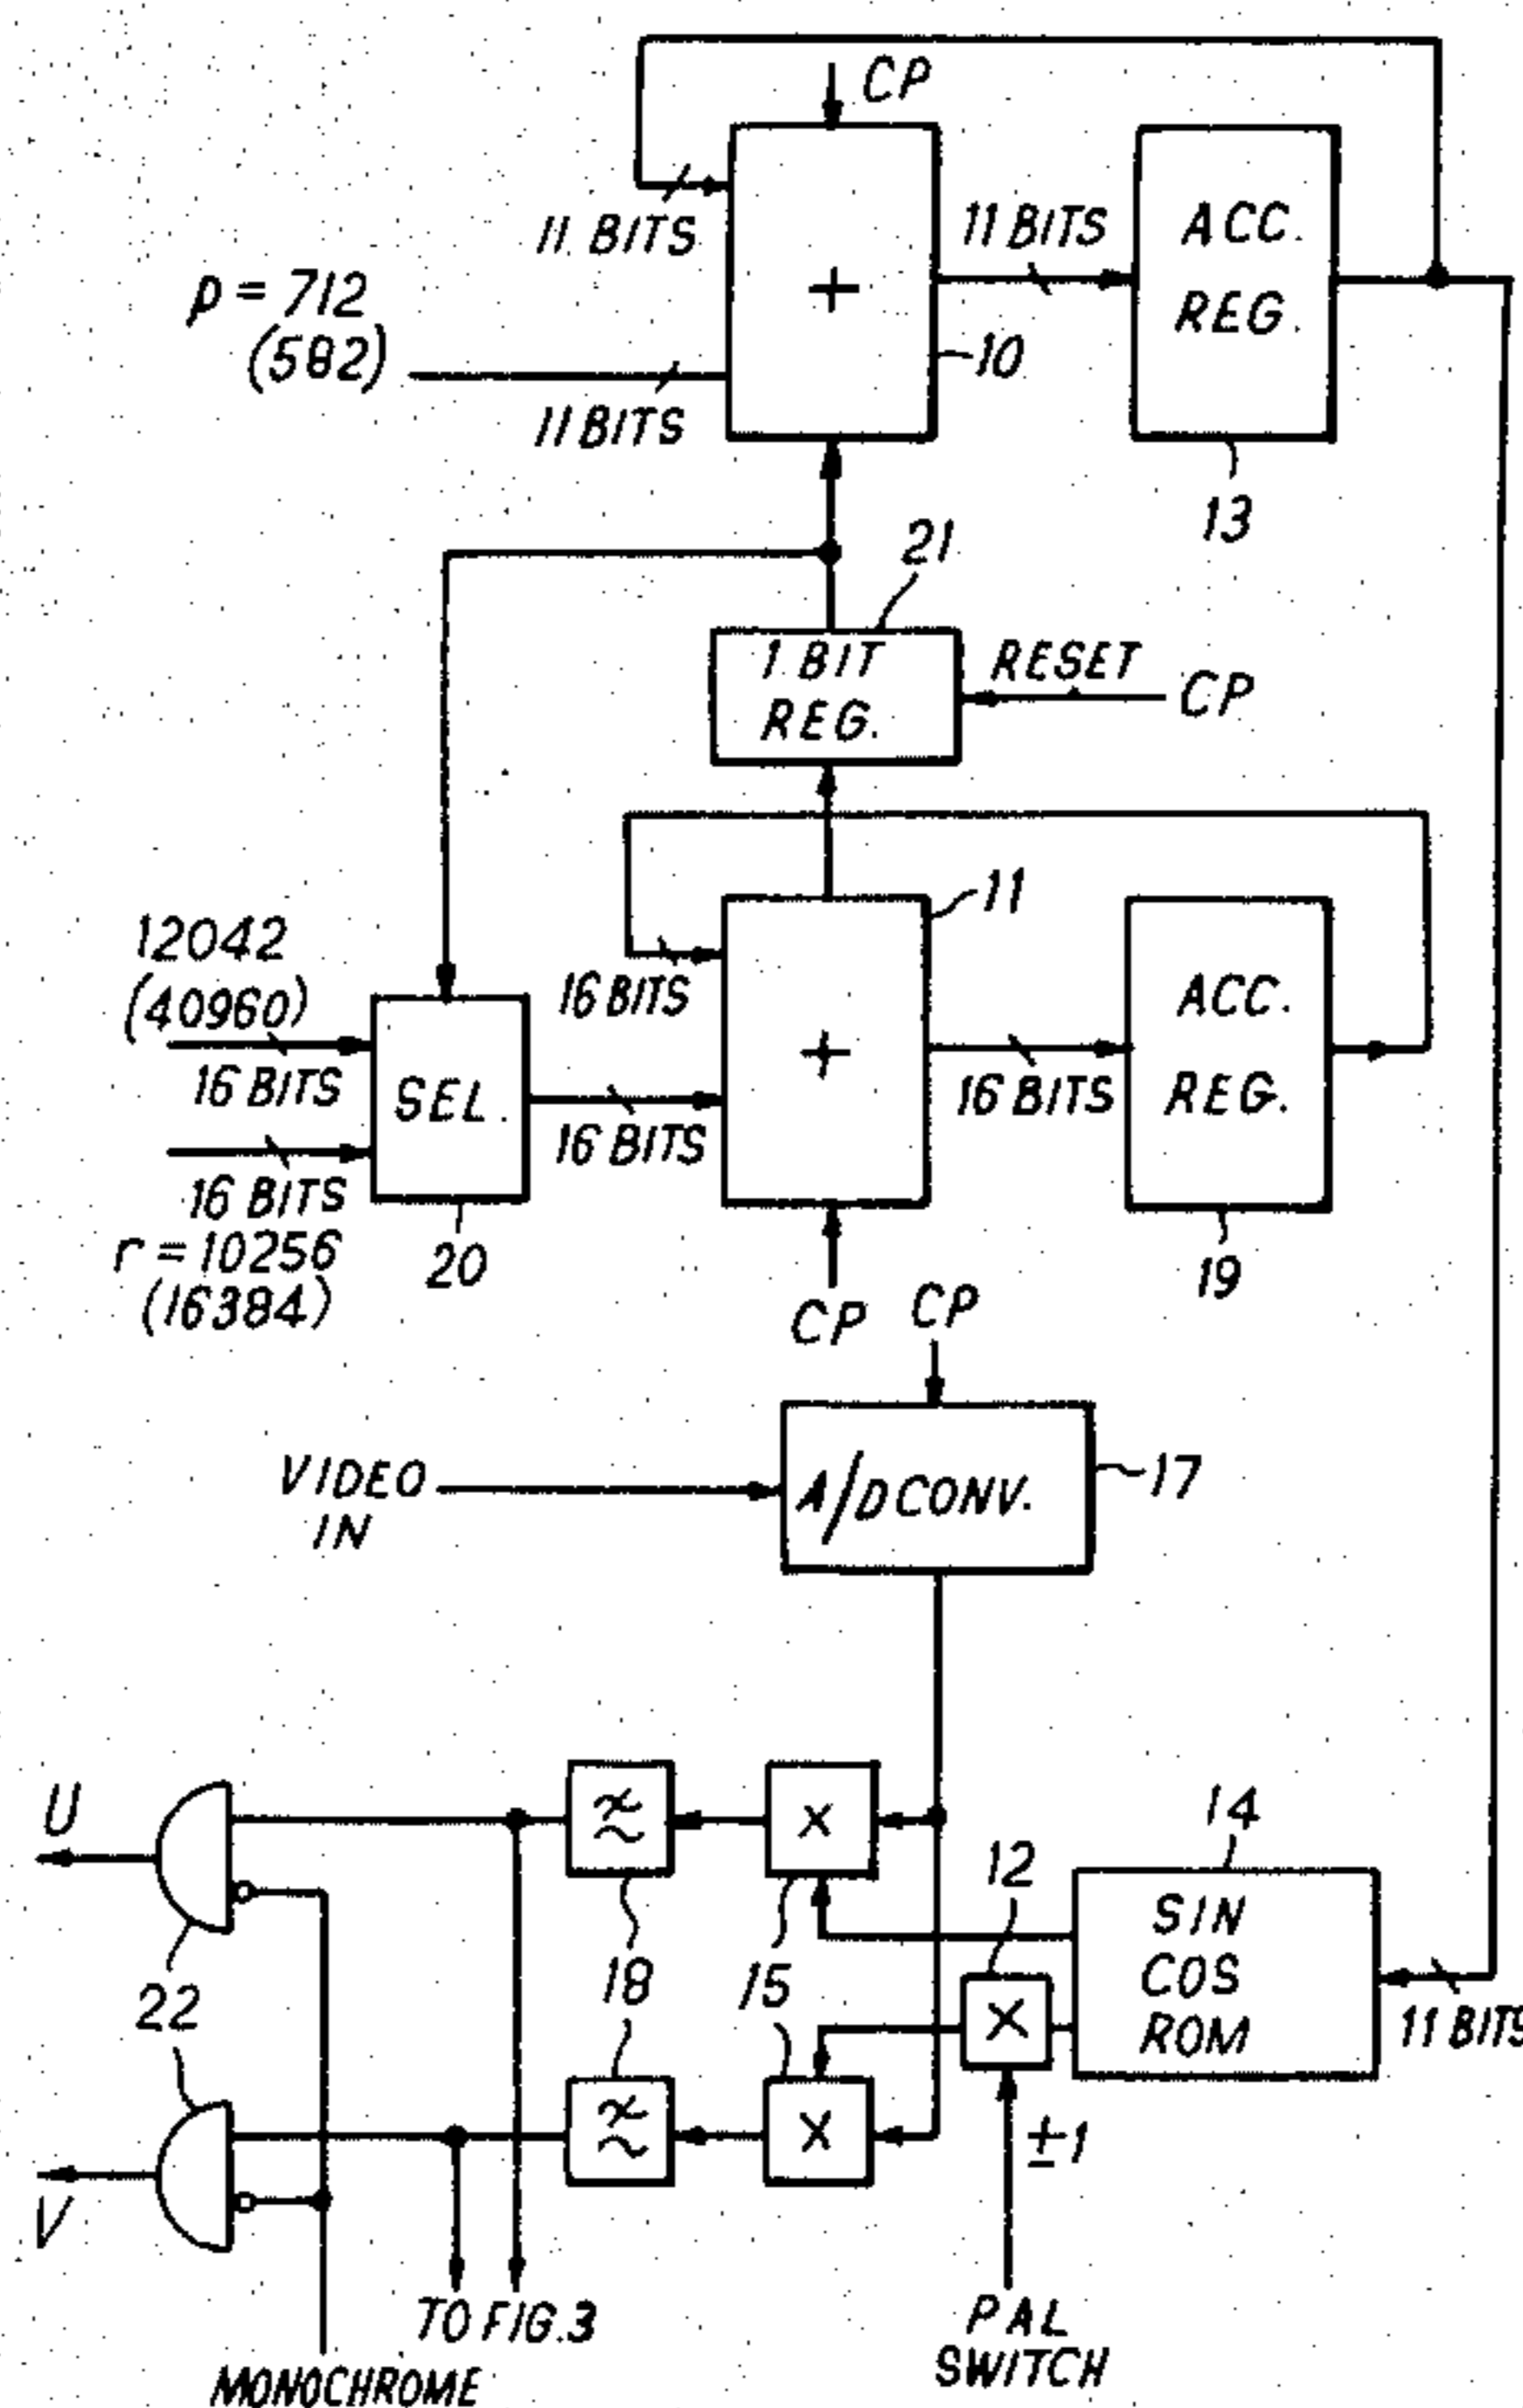 CP
11 BITS
11 BITS
ACC.
REG.
+
p = 712
(582)
11 BITS
10
13
21
1 BIT
REG.
RESET
CP
11
12042
(40960)
16 BITS
16 BITS
SEL.
16 BITS
+
16 BITS
ACC.
REG.
16 BITS
r = 10256
(16384)
20
19
CP
CP
VIDEO
IN
A/D CONV.
17
U
×
14
12
SIN
COS
ROM
18
15
22
×
11 BITS
×
±1
V
TO FIG.3
PAL
SWITCH
MONOCHROME